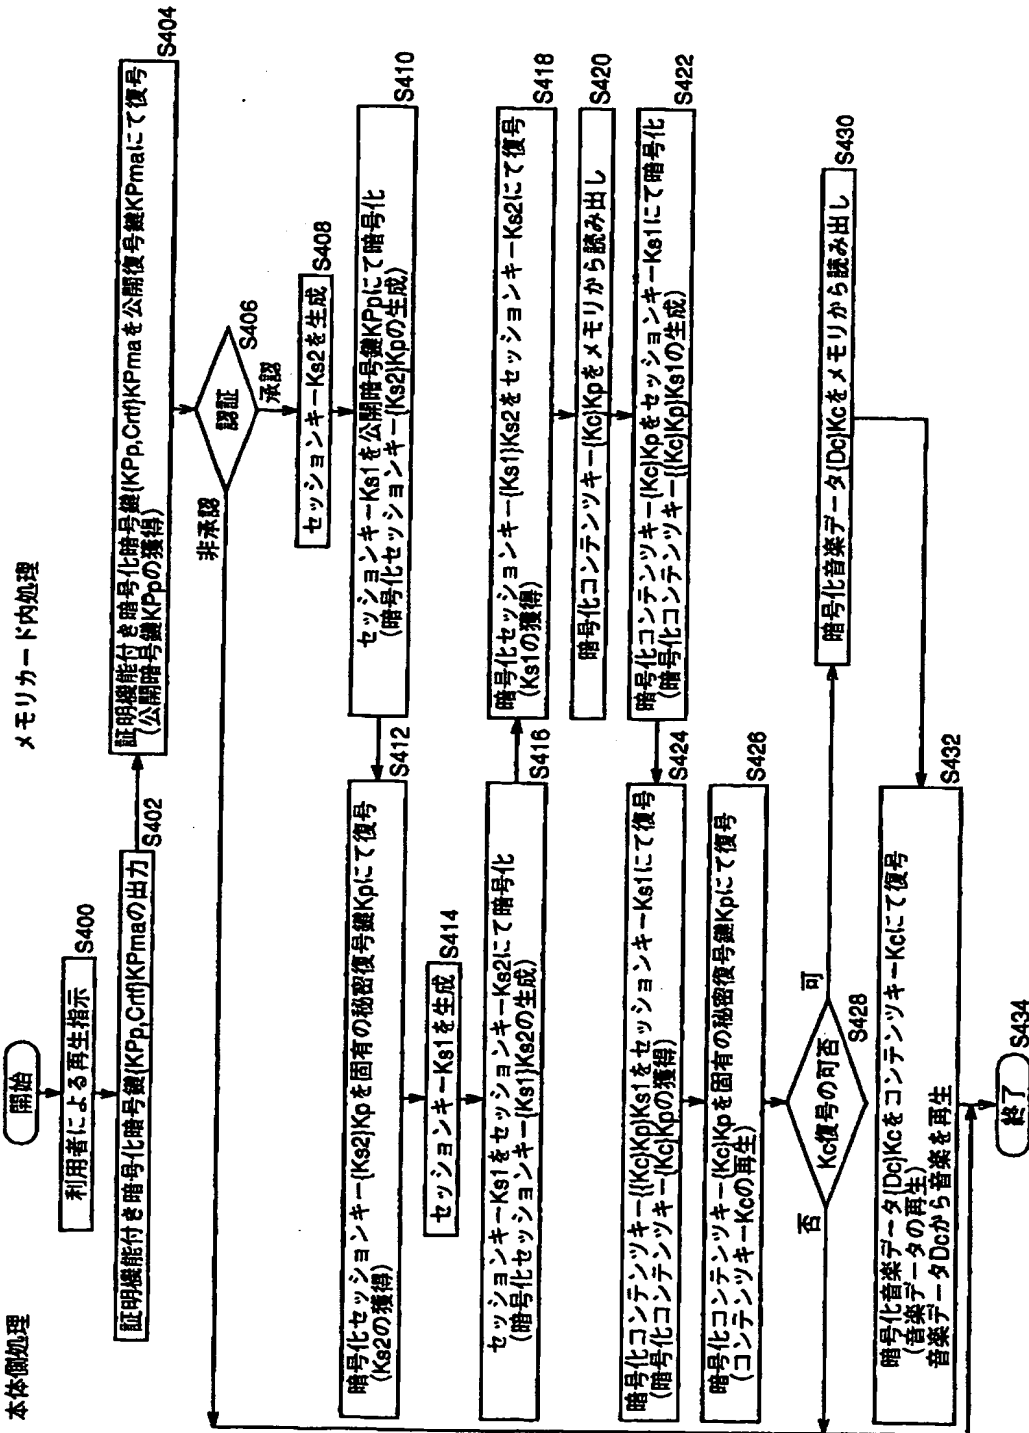 本体側処理
メモリカード内処理
開始
利用者による再生指示
S400
証明機能付き暗号化暗号鍵{KPp,Crtf}KPmaの出力
S402
証明機能付き暗号化暗号鍵{KPp,Crtf}KPmaを公開復号鍵KPmaにて復号
(公開暗号鍵KPpの獲得)
S404
認証
S406
非承認
承認
セッションキーKs2を生成
S408
セッションキーKs1を公開暗号鍵KPpにて暗号化
(暗号化セッションキー{Ks2}Kpの生成)
S410
暗号化セッションキー{Ks2}Kpを固有の秘密復号鍵Kpにて復号
(Ks2の獲得)
S412
セッションキーKs1を生成
S414
セッションキーKs1をセッションキーKs2にて暗号化
(暗号化セッションキー{Ks1}Ks2の生成)
S416
暗号化セッションキー{Ks1}Ks2をセッションキーKs2にて復号
(Ks1の獲得)
S418
暗号化コンテンツキー{Kc}Kpをメモリから読み出し
S420
暗号化コンテンツキー{Kc}KpをセッションキーKs1にて暗号化
(暗号化コンテンツキー{{Kc}Kp}Ks1の生成)
S422
暗号化コンテンツキー{{Kc}Kp}Ks1をセッションキーKs1にて復号
(暗号化コンテンツキー{Kc}Kpの獲得)
S424
暗号化コンテンツキー{Kc}Kpを固有の秘密復号鍵Kpにて復号
(コンテンツキーKcの再生)
S426
Kc復号の可否
S428
否
可
暗号化音楽データ{Dc}Kcをメモリから読み出し
S430
暗号化音楽データ{Dc}KcをコンテンツキーKcにて復号
(音楽データの再生)
音楽データDcから音楽を再生
S432
終了
S434